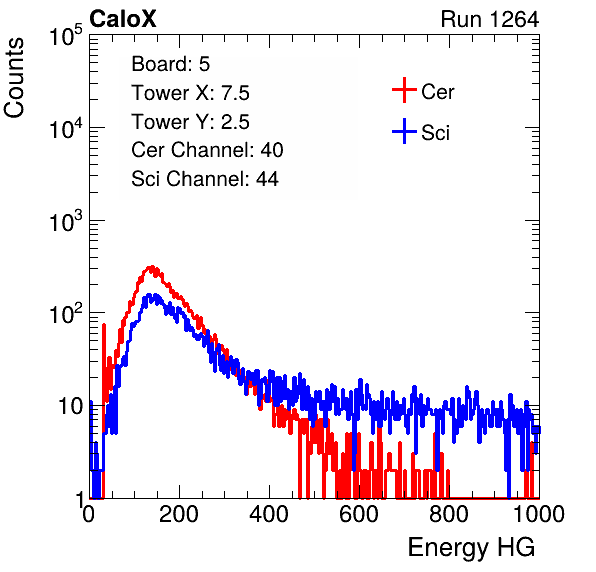 CaloX Run 1264
Counts
Board: 5
Tower X: 7.5
Tower Y: 2.5
Cer Channel: 40
Sci Channel: 44
Cer
Sci
10^5
10^4
10^3
10^2
10
1
0 200 400 600 800 1000
Energy HG